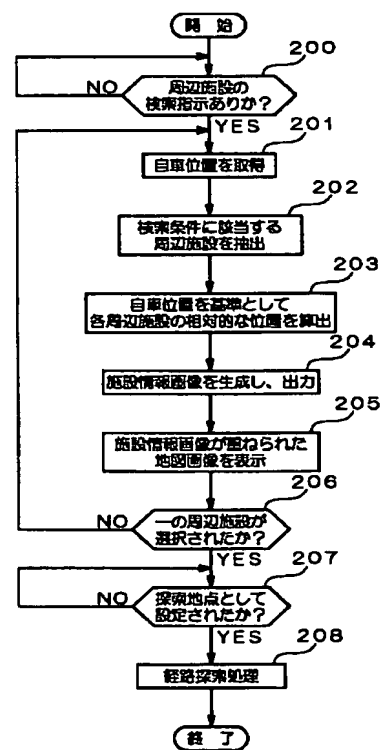 開始
200
周辺施設の
検索指示ありか？
NO
YES
201
自車位置を取得
202
検索条件に該当する
周辺施設を抽出
203
自車位置を基準として
各周辺施設の相対的な位置を算出
204
施設情報画像を生成し、出力
205
施設情報画像が重ねられた
地図画像を表示
206
一の周辺施設が
選択されたか？
NO
YES
207
探索地点として
設定されたか？
NO
YES
208
経路探索処理
終了